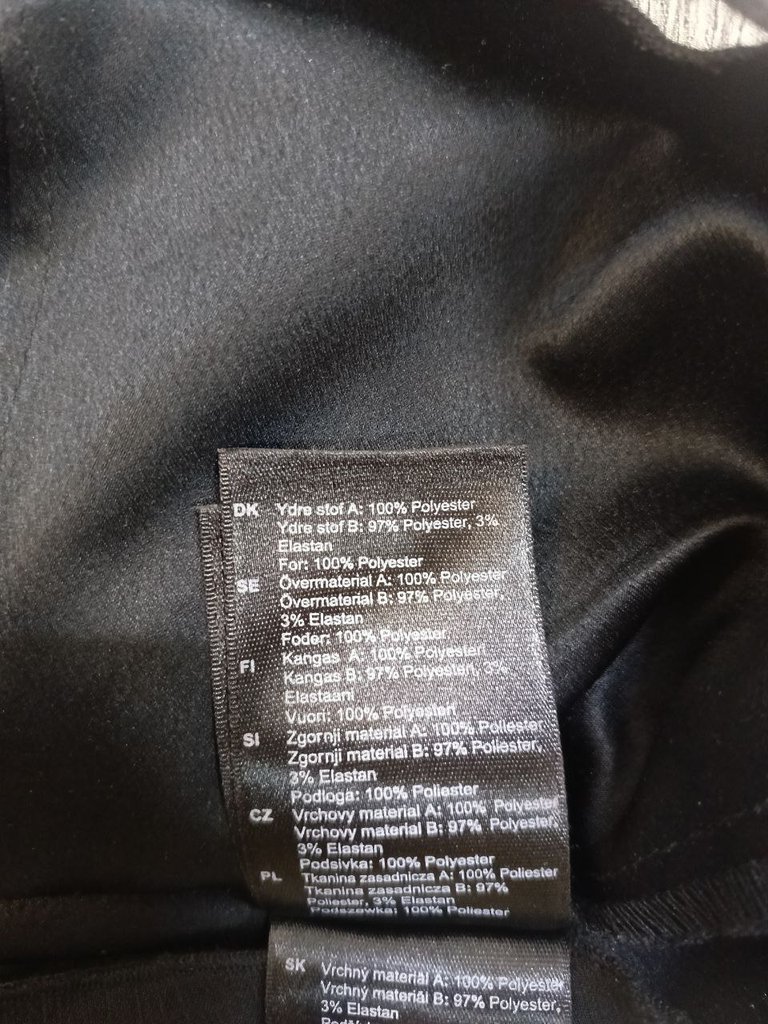 DK Ydre stof A: 100% Polyester
Ydre stof B: 97% Polyester, 3%
Elastan
For: 100% Polyester
SE Övermaterial A: 100% Polyester
Övermaterial B: 97% Polyester,
3% Elastan
Foder: 100% Polyester
FI Kangas A: 100% Polyesteri
Kangas B: 97% Polyesteri, 3%
Elastaani
Vuori: 100% Polyesteri
SI Zgornji material A: 100% Poliester
Zgornji material B: 97% Poliester,
3% Elastan
Podloga: 100% Poliester
CZ Vrchovy material A: 100% Polyester
Vrchovy material B: 97% Polyester,
3% Elastan
Podsivka: 100% Polyester
PL Tkanina zasadnicza A: 100% Poliester
Tkanina zasadnicza B: 97%
Poliester, 3% Elastan
Podszewka: 100% Poliester
SK Vrchný materiál A: 100% Polyester
Vrchný materiál B: 97% Polyester,
3% Elastan